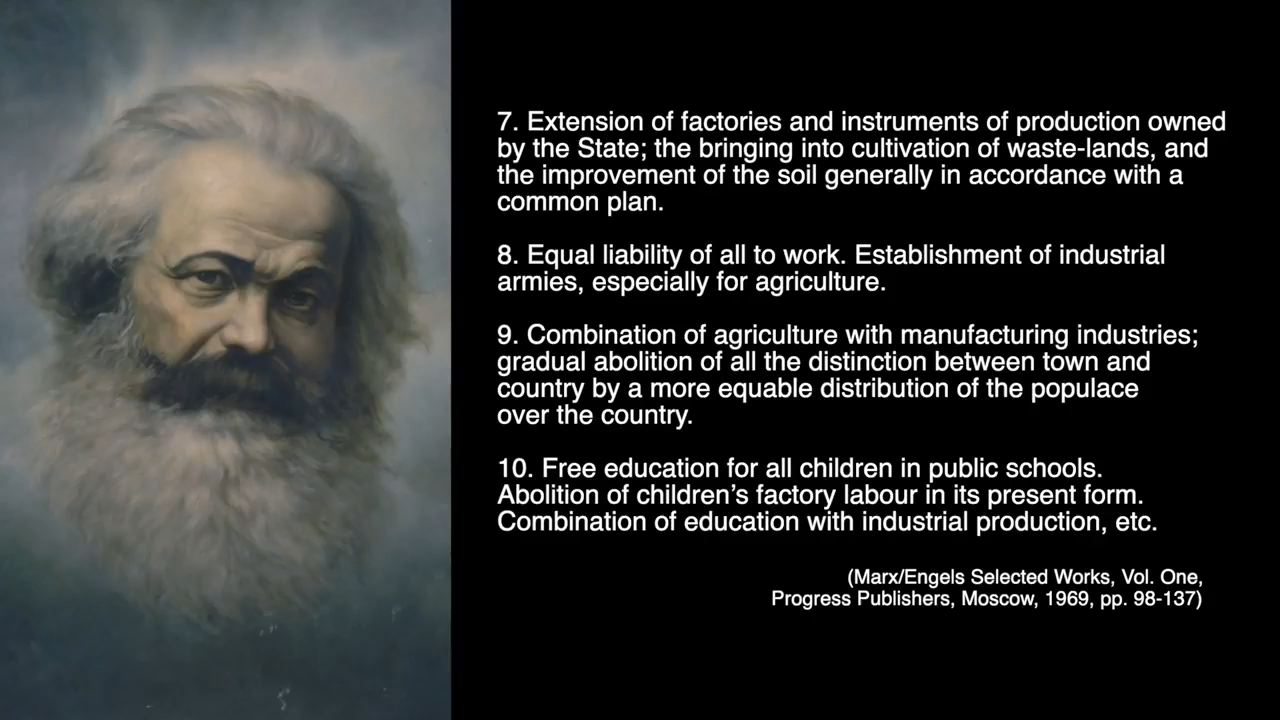 7. Extension of factories and instruments of production owned
by the State; the bringing into cultivation of waste-lands, and
the improvement of the soil generally in accordance with a
common plan.
8. Equal liability of all to work. Establishment of industrial
armies, especially for agriculture.
9. Combination of agriculture with manufacturing industries;
gradual abolition of all the distinction between town and
country by a more equable distribution of the populace
over the country.
10. Free education for all children in public schools.
Abolition of children’s factory labour in its present form.
Combination of education with industrial production, etc.
(Marx/Engels Selected Works, Vol. One,
Progress Publishers, Moscow, 1969, pp. 98-137)